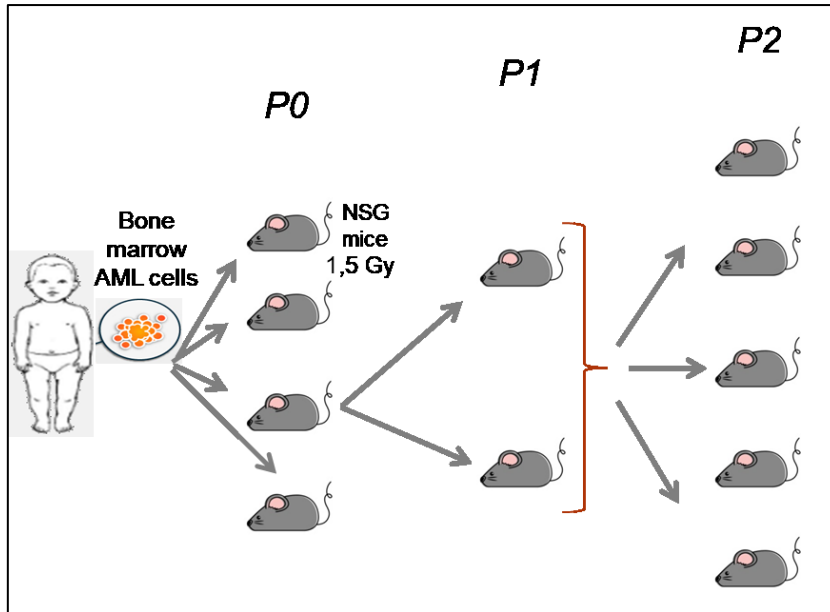 P2
P1
P0
Bone
marrow
AML cells
NSG
mice
1,5 Gy